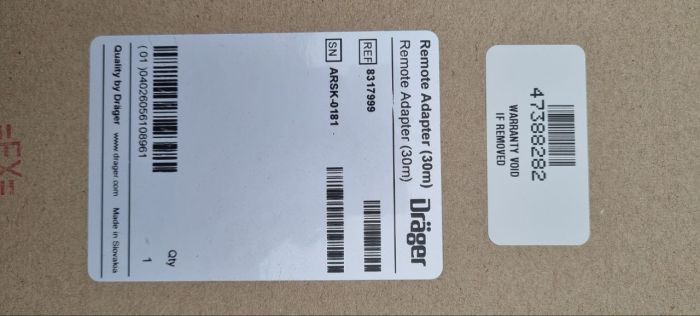 Dräger
Remote Adapter (30m)
Remote Adapter (30m)
REF 8317999
SN ARSK-0181
Qty
(01)04026056108961 1
Quality by Dräger www.draeger.com Made in Slovakia
47388282
WARRANTY VOID
IF REMOVED
=EX=